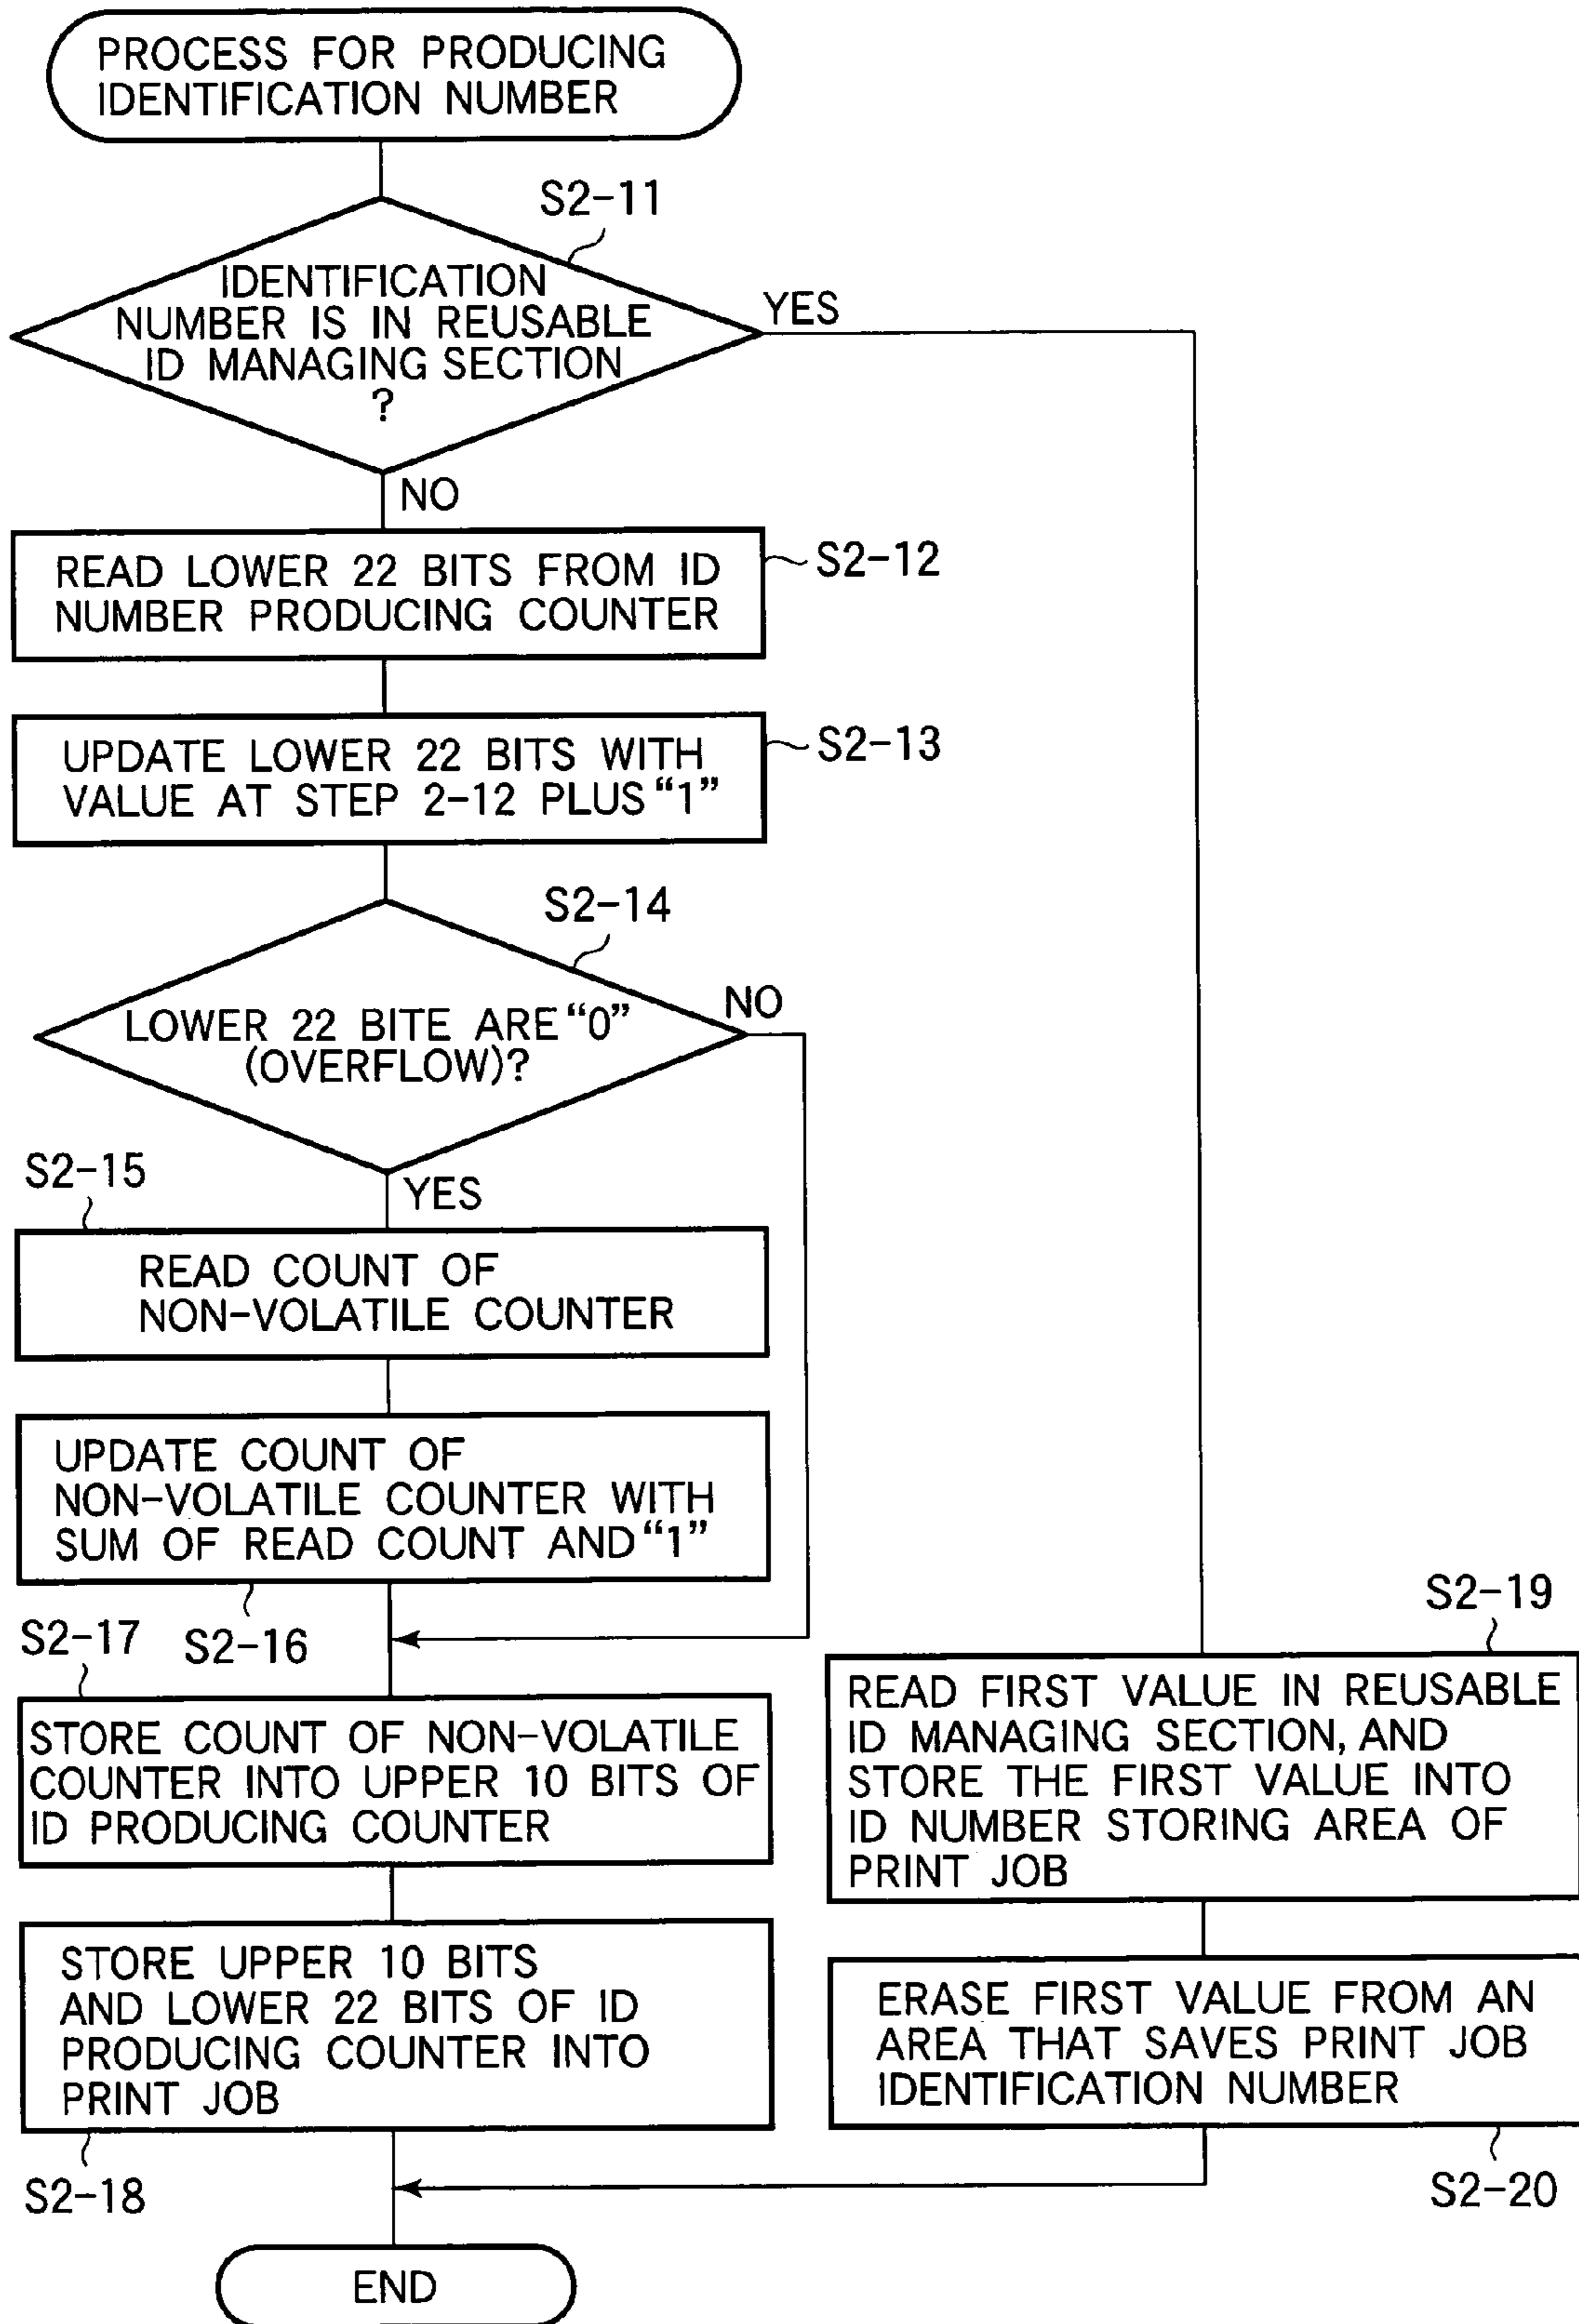 PROCESS FOR PRODUCING
IDENTIFICATION NUMBER
S2-11
IDENTIFICATION
NUMBER IS IN REUSABLE
ID MANAGING SECTION
?
YES
NO
READ LOWER 22 BITS FROM ID
NUMBER PRODUCING COUNTER
S2-12
UPDATE LOWER 22 BITS WITH
VALUE AT STEP 2-12 PLUS “1”
S2-13
S2-14
LOWER 22 BITE ARE “0”
(OVERFLOW)?
NO
YES
S2-15
READ COUNT OF
NON-VOLATILE COUNTER
UPDATE COUNT OF
NON-VOLATILE COUNTER WITH
SUM OF READ COUNT AND “1”
S2-16
S2-17
STORE COUNT OF NON-VOLATILE
COUNTER INTO UPPER 10 BITS OF
ID PRODUCING COUNTER
STORE UPPER 10 BITS
AND LOWER 22 BITS OF ID
PRODUCING COUNTER INTO
PRINT JOB
S2-18
S2-19
READ FIRST VALUE IN REUSABLE
ID MANAGING SECTION, AND
STORE THE FIRST VALUE INTO
ID NUMBER STORING AREA OF
PRINT JOB
ERASE FIRST VALUE FROM AN
AREA THAT SAVES PRINT JOB
IDENTIFICATION NUMBER
S2-20
END